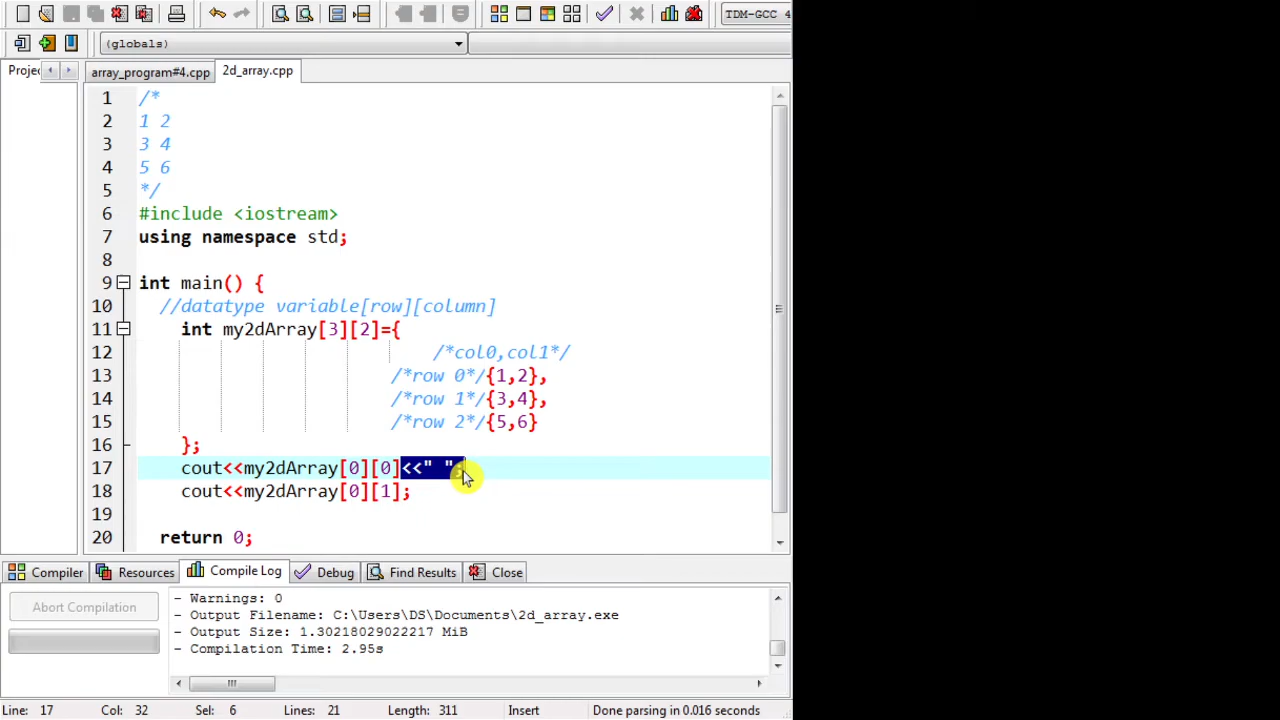 TDM-GCC 4
(globals)
Projec
array_program#4.cpp
2d_array.cpp
1 /*
2 1 2
3 3 4
4 5 6
5 */
6 #include <iostream>
7 using namespace std;
8
9 int main() {
10 //datatype variable[row][column]
11 int my2dArray[3][2]={
12 /*col0,col1*/
13 /*row 0*/{1,2},
14 /*row 1*/{3,4},
15 /*row 2*/{5,6}
16 };
17 cout<<my2dArray[0][0]<<" ";
18 cout<<my2dArray[0][1];
19
20 return 0;
Compiler Resources Compile Log Debug Find Results Close
Abort Compilation
- Warnings: 0
- Output Filename: C:\Users\DS\Documents\2d_array.exe
- Output Size: 1.30218029022217 MiB
- Compilation Time: 2.95s
Line: 17 Col: 32 Sel: 6 Lines: 21 Length: 311 Insert Done parsing in 0.016 seconds